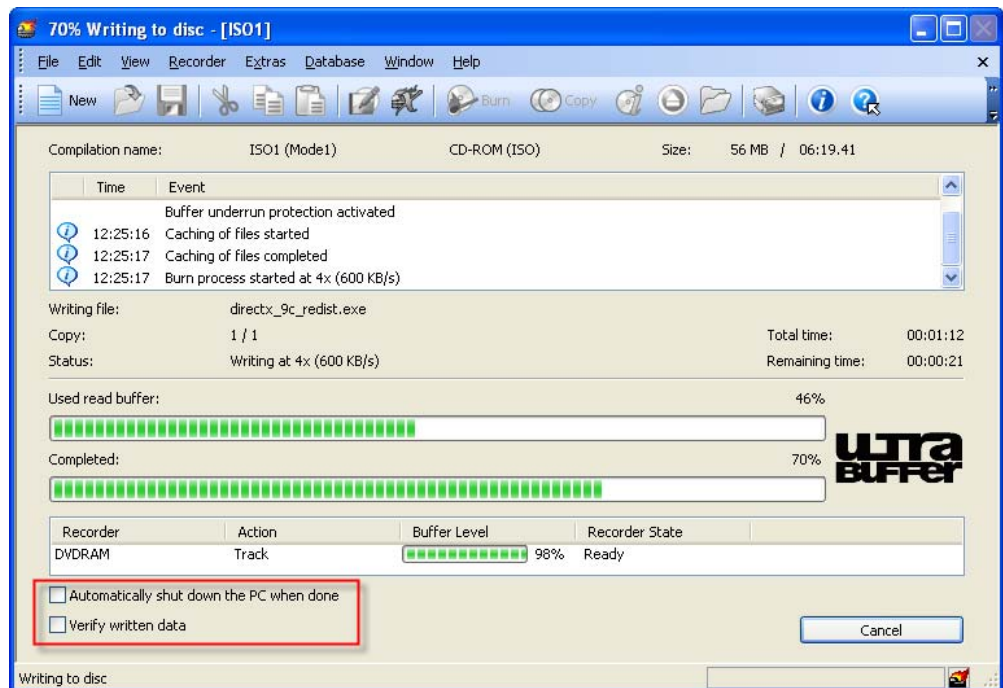 70% Writing to disc - [ISO1]
File Edit View Recorder Extras Database Window Help
New Burn Copy
Compilation name: ISO1 (Mode1) CD-ROM (ISO) Size: 56 MB / 06:19.41
Time Event
Buffer underrun protection activated
12:25:16 Caching of files started
12:25:17 Caching of files completed
12:25:17 Burn process started at 4x (600 KB/s)
Writing file: directx_9c_redist.exe
Copy: 1 / 1 Total time: 00:01:12
Status: Writing at 4x (600 KB/s) Remaining time: 00:00:21
Used read buffer: 46%
Completed: 70%
ULTRA
BUFFER
Recorder Action Buffer Level Recorder State
DVDRAM Track 98% Ready
Automatically shut down the PC when done
Verify written data
Cancel
Writing to disc